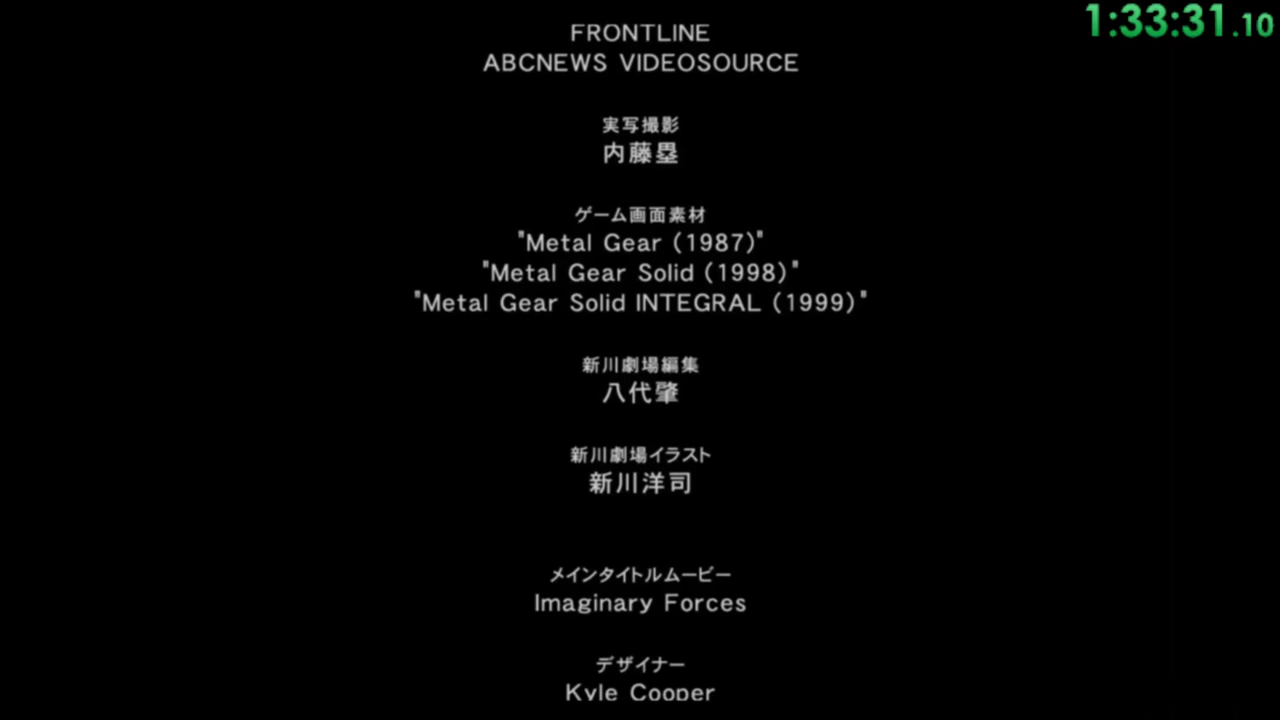 1:33:31.10
FRONTLINE
ABCNEWS VIDEOSOURCE
実写撮影
内藤塁
ゲーム画面素材
"Metal Gear (1987)"
"Metal Gear Solid (1998)"
"Metal Gear Solid INTEGRAL (1999)"
新川劇場編集
八代肇
新川劇場イラスト
新川洋司
メインタイトルムービー
Imaginary Forces
デザイナー
Kyle Cooper